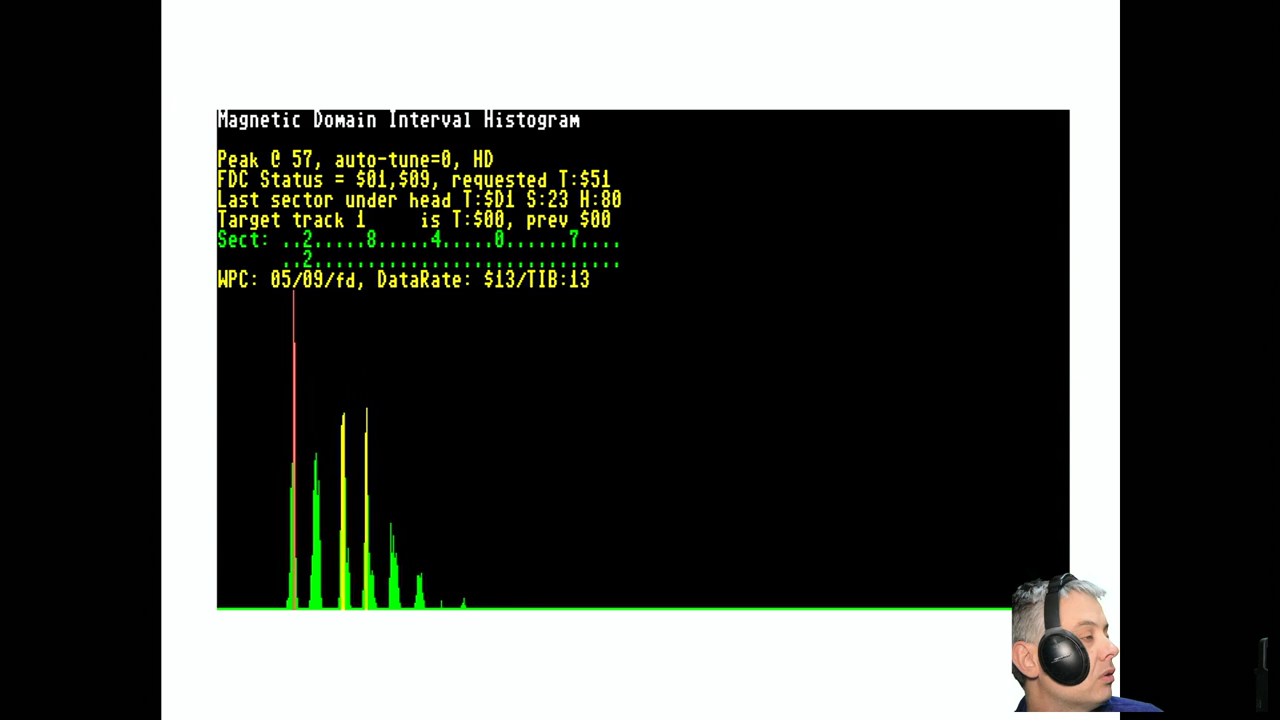 Magnetic Domain Interval Histogram
Peak @ 57, auto-tune=0, HD
FDC Status = $01,$09, requested T:$51
Last sector under head T:$D1 S:23 H:80
Target track 1     is T:$00, prev $00
Sect: ..2.....8.....4.....0......7....
..2.............................
WPC: 05/09/fd, DataRate: $13/TIB:13